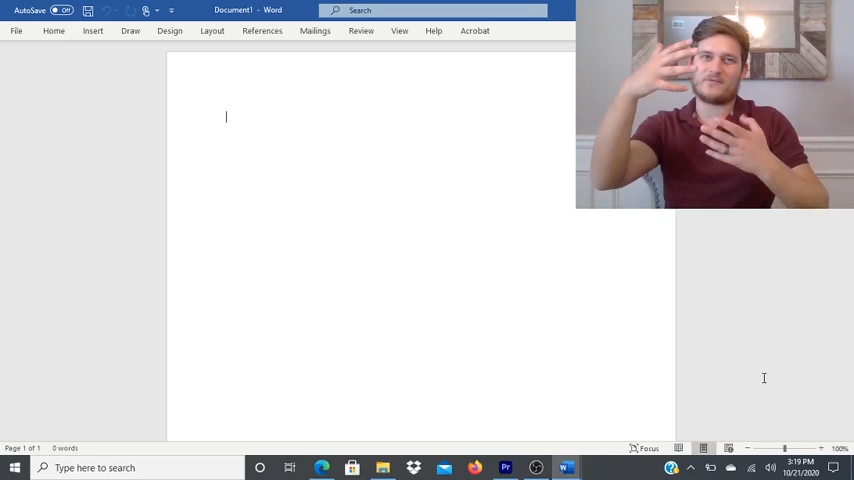 AutoSave Off Document1 - Word Search
File Home Insert Draw Design Layout References Mailings Review View Help Acrobat
Page 1 of 1 0 words Focus 100%
Type here to search Pr 3:19 PM
10/21/2020